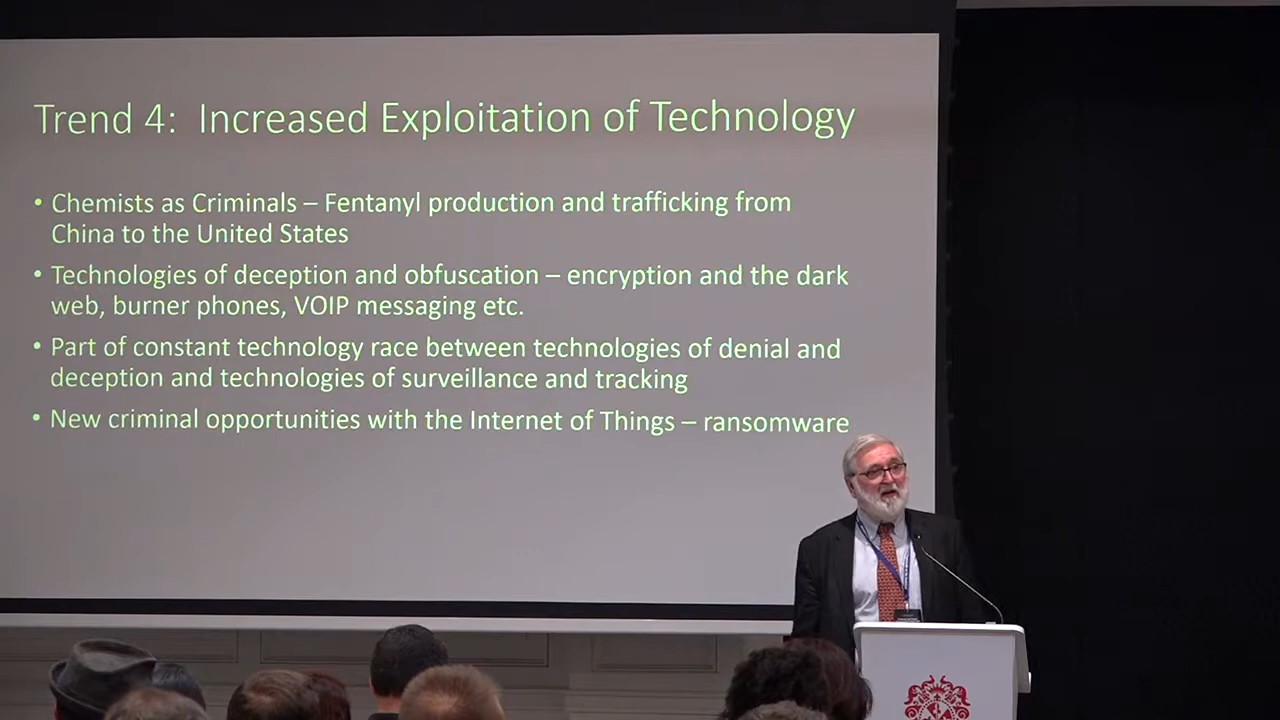 Trend 4: Increased Exploitation of Technology
• Chemists as Criminals – Fentanyl production and trafficking from
China to the United States
• Technologies of deception and obfuscation – encryption and the dark
web, burner phones, VOIP messaging etc.
• Part of constant technology race between technologies of denial and
deception and technologies of surveillance and tracking
• New criminal opportunities with the Internet of Things – ransomware